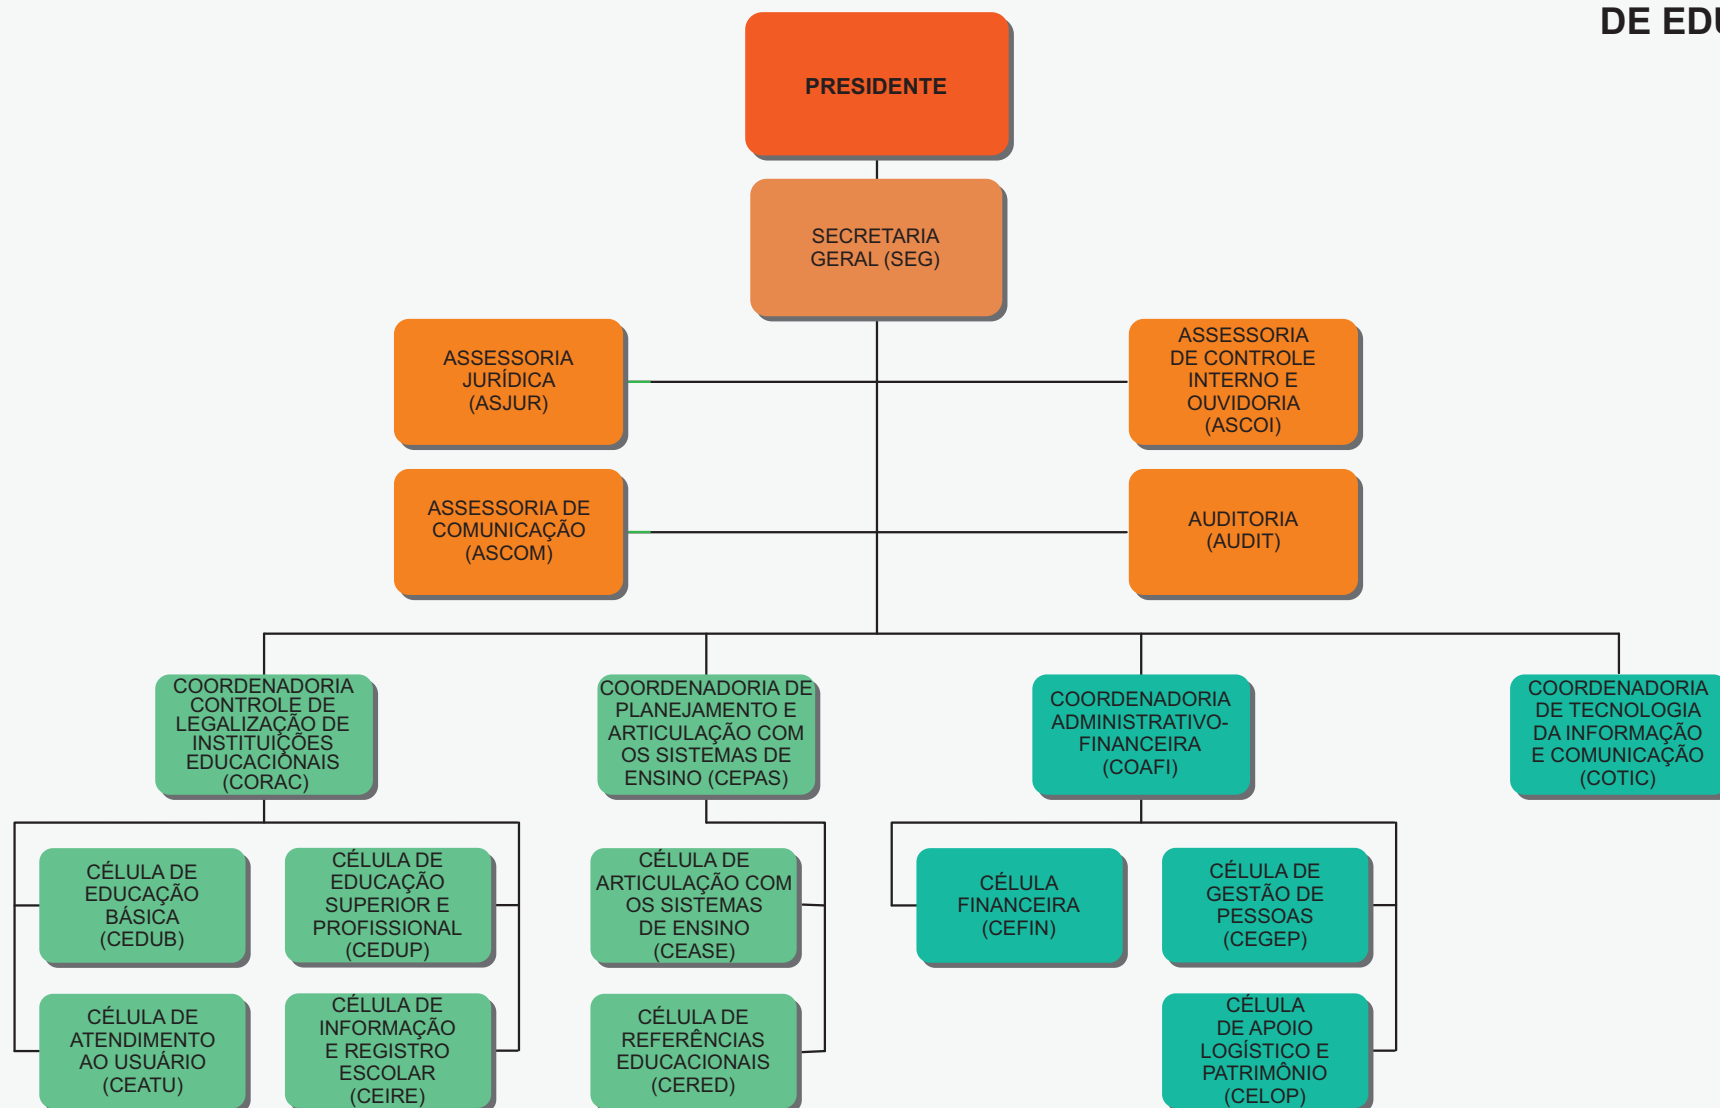 DE EDU
PRESIDENTE
SECRETARIA
GERAL (SEG)
ASSESSORIA
JURÍDICA
(ASJUR)
ASSESSORIA
DE CONTROLE
INTERNO E
OUVIDORIA
(ASCOI)
ASSESSORIA DE
COMUNICAÇÃO
(ASCOM)
AUDITORIA
(AUDIT)
COORDENADORIA
CONTROLE DE
LEGALIZAÇÃO DE
INSTITUIÇÕES
EDUCACIONAIS
(CORAC)
COORDENADORIA DE
PLANEJAMENTO E
ARTICULAÇÃO COM
OS SISTEMAS DE
ENSINO (CEPAS)
COORDENADORIA
ADMINISTRATIVO-
FINANCEIRA
(COAFI)
COORDENADORIA
DE TECNOLOGIA
DA INFORMAÇÃO
E COMUNICAÇÃO
(COTIC)
CÉLULA DE
EDUCAÇÃO
BÁSICA
(CEDUB)
CÉLULA DE
EDUCAÇÃO
SUPERIOR E
PROFISSIONAL
(CEDUP)
CÉLULA DE
ARTICULAÇÃO COM
OS SISTEMAS
DE ENSINO
(CEASE)
CÉLULA
FINANCEIRA
(CEFIN)
CÉLULA DE
GESTÃO DE
PESSOAS
(CEGEP)
CÉLULA DE
ATENDIMENTO
AO USUÁRIO
(CEATU)
CÉLULA DE
INFORMAÇÃO
E REGISTRO
ESCOLAR
(CEIRE)
CÉLULA DE
REFERÊNCIAS
EDUCACIONAIS
(CERED)
CÉLULA
DE APOIO
LOGÍSTICO E
PATRIMÔNIO
(CELOP)